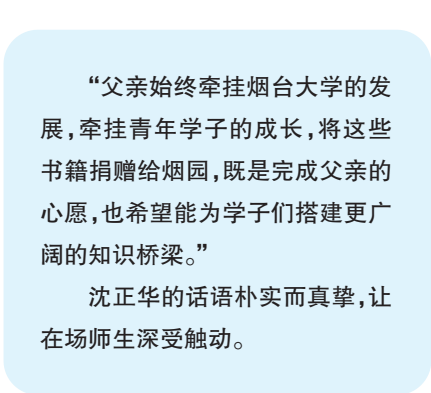 “父亲始终牵挂烟台大学的发
展,牵挂青年学子的成长,将这些
书籍捐赠给烟园,既是完成父亲的
心愿,也希望能为学子们搭建更广
阔的知识桥梁。”
沈正华的话语朴实而真挚,让
在场师生深受触动。